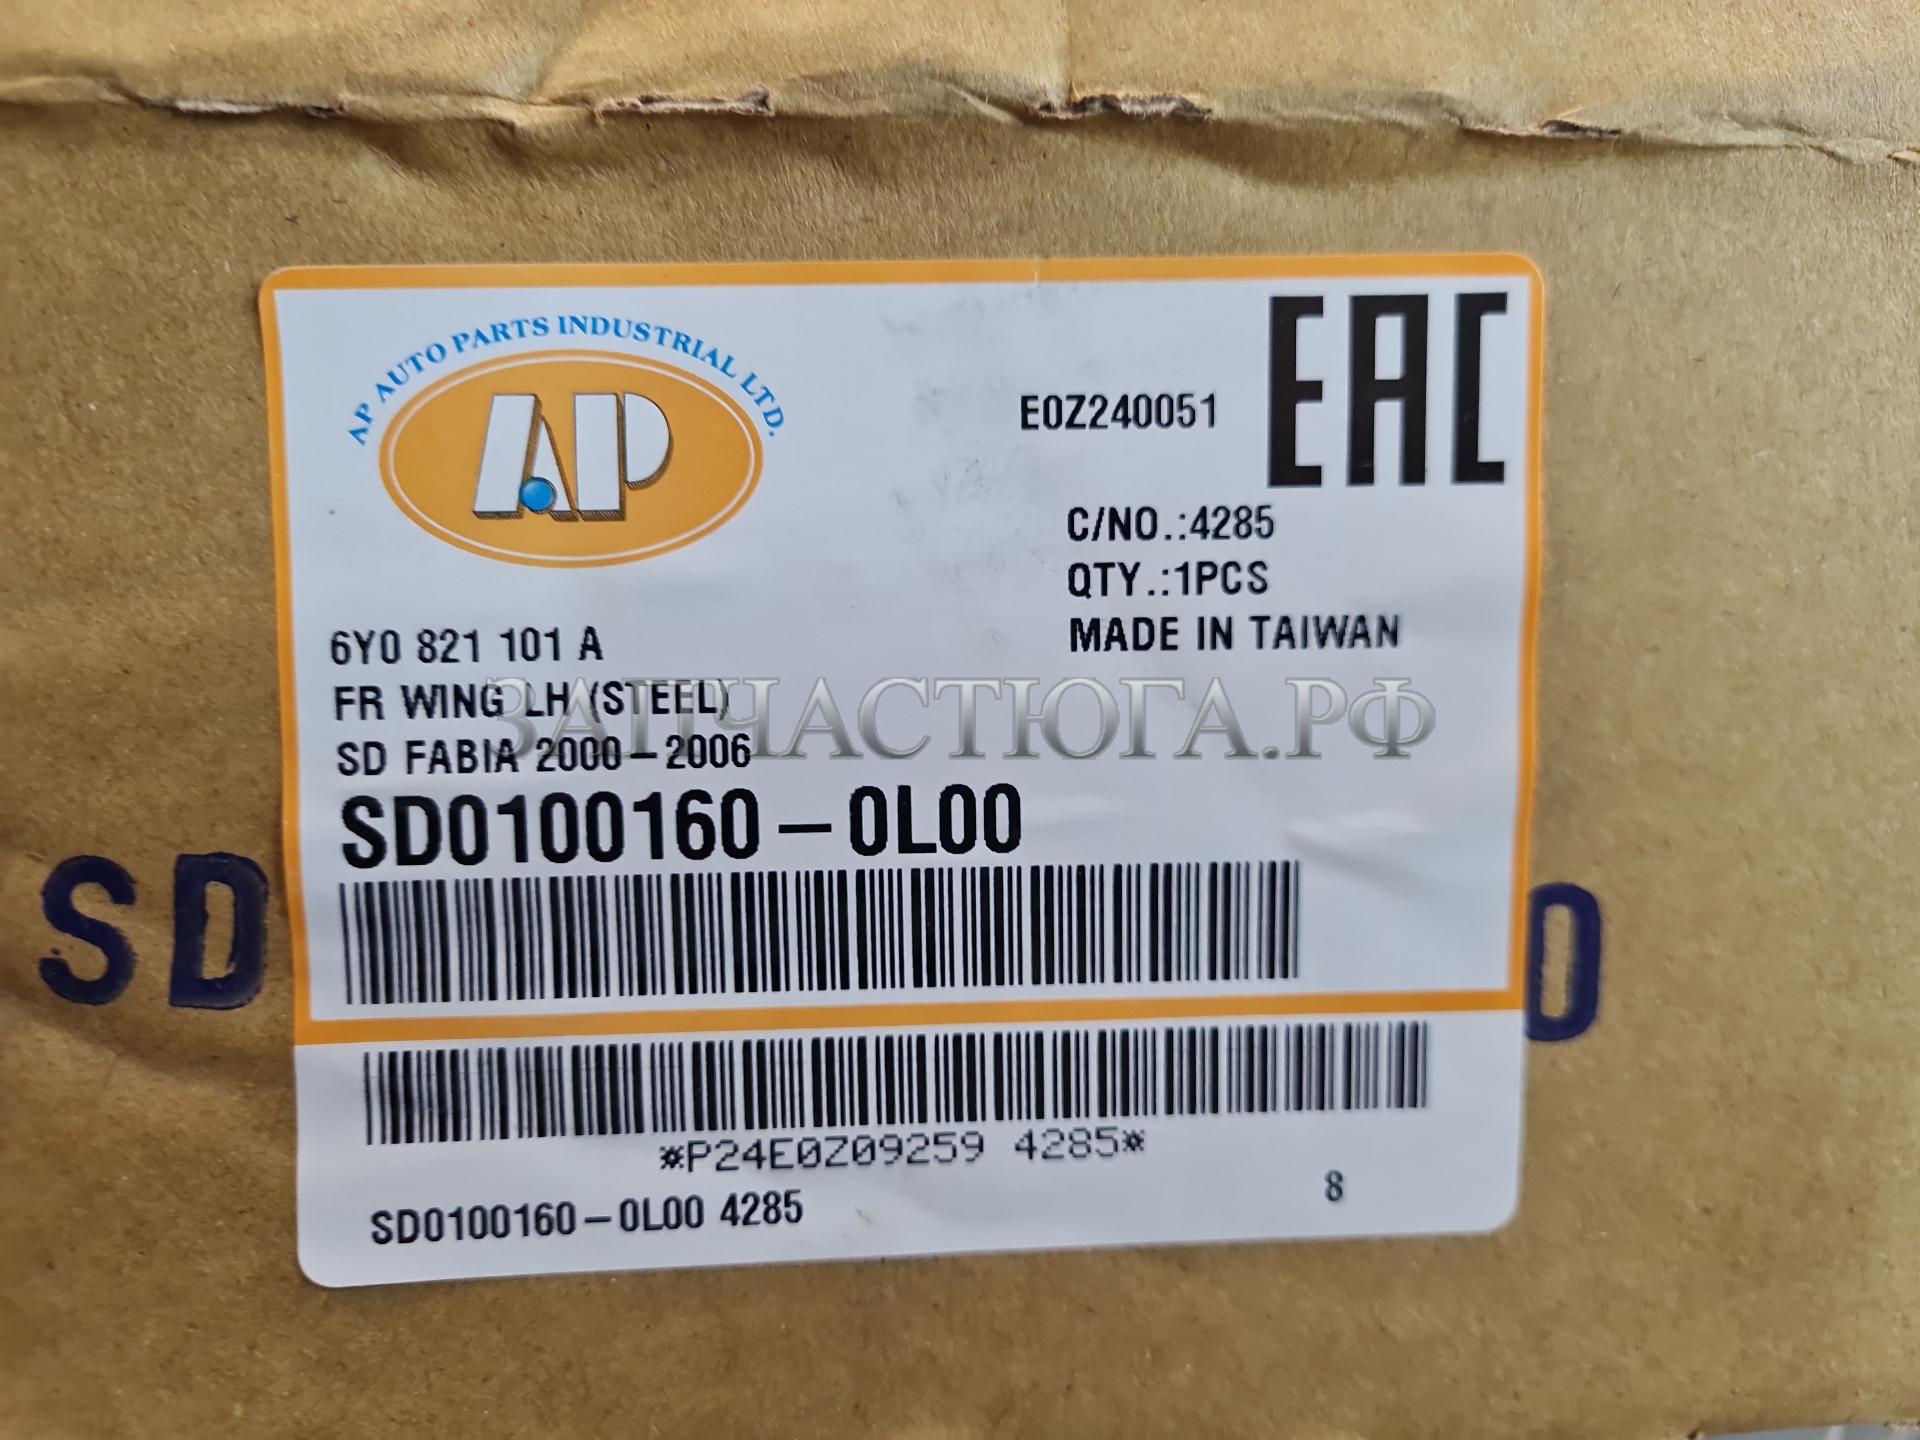 AP AUTO PARTS INDUSTRIAL LTD.
AP
EAC
E0Z240051
C/NO.:4285
QTY.:1PCS
MADE IN TAIWAN
6Y0 821 101 A
FR WING LH (STEEL)
SD FABIA 2000-2006
ЗАПЧАСТЮГА.РФ
SD0100160-0L00
SD
0
*P24E0Z09259 4285*
SD0100160-0L00 4285
8